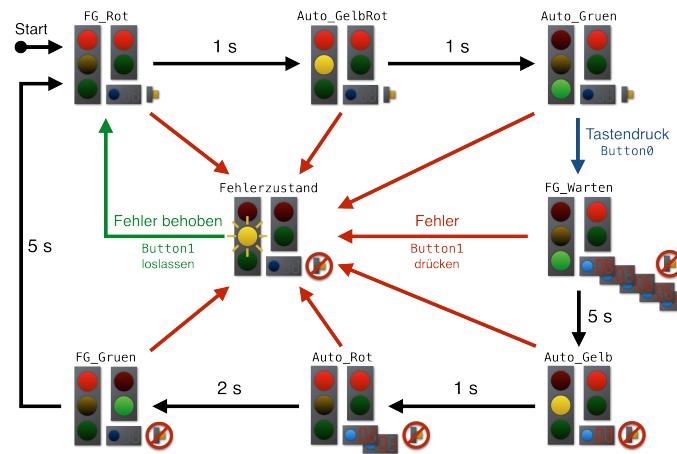 FG_Rot
Auto_GelbRot
Auto_Gruen
Start
1 s
1 s
Tastendruck
Button0
Fehlerzustand
FG_Warten
Fehler behoben
Button1
loslassen
Fehler
Button1
drücken
5 s
5 s
FG_Gruen
Auto_Rot
Auto_Gelb
2 s
1 s